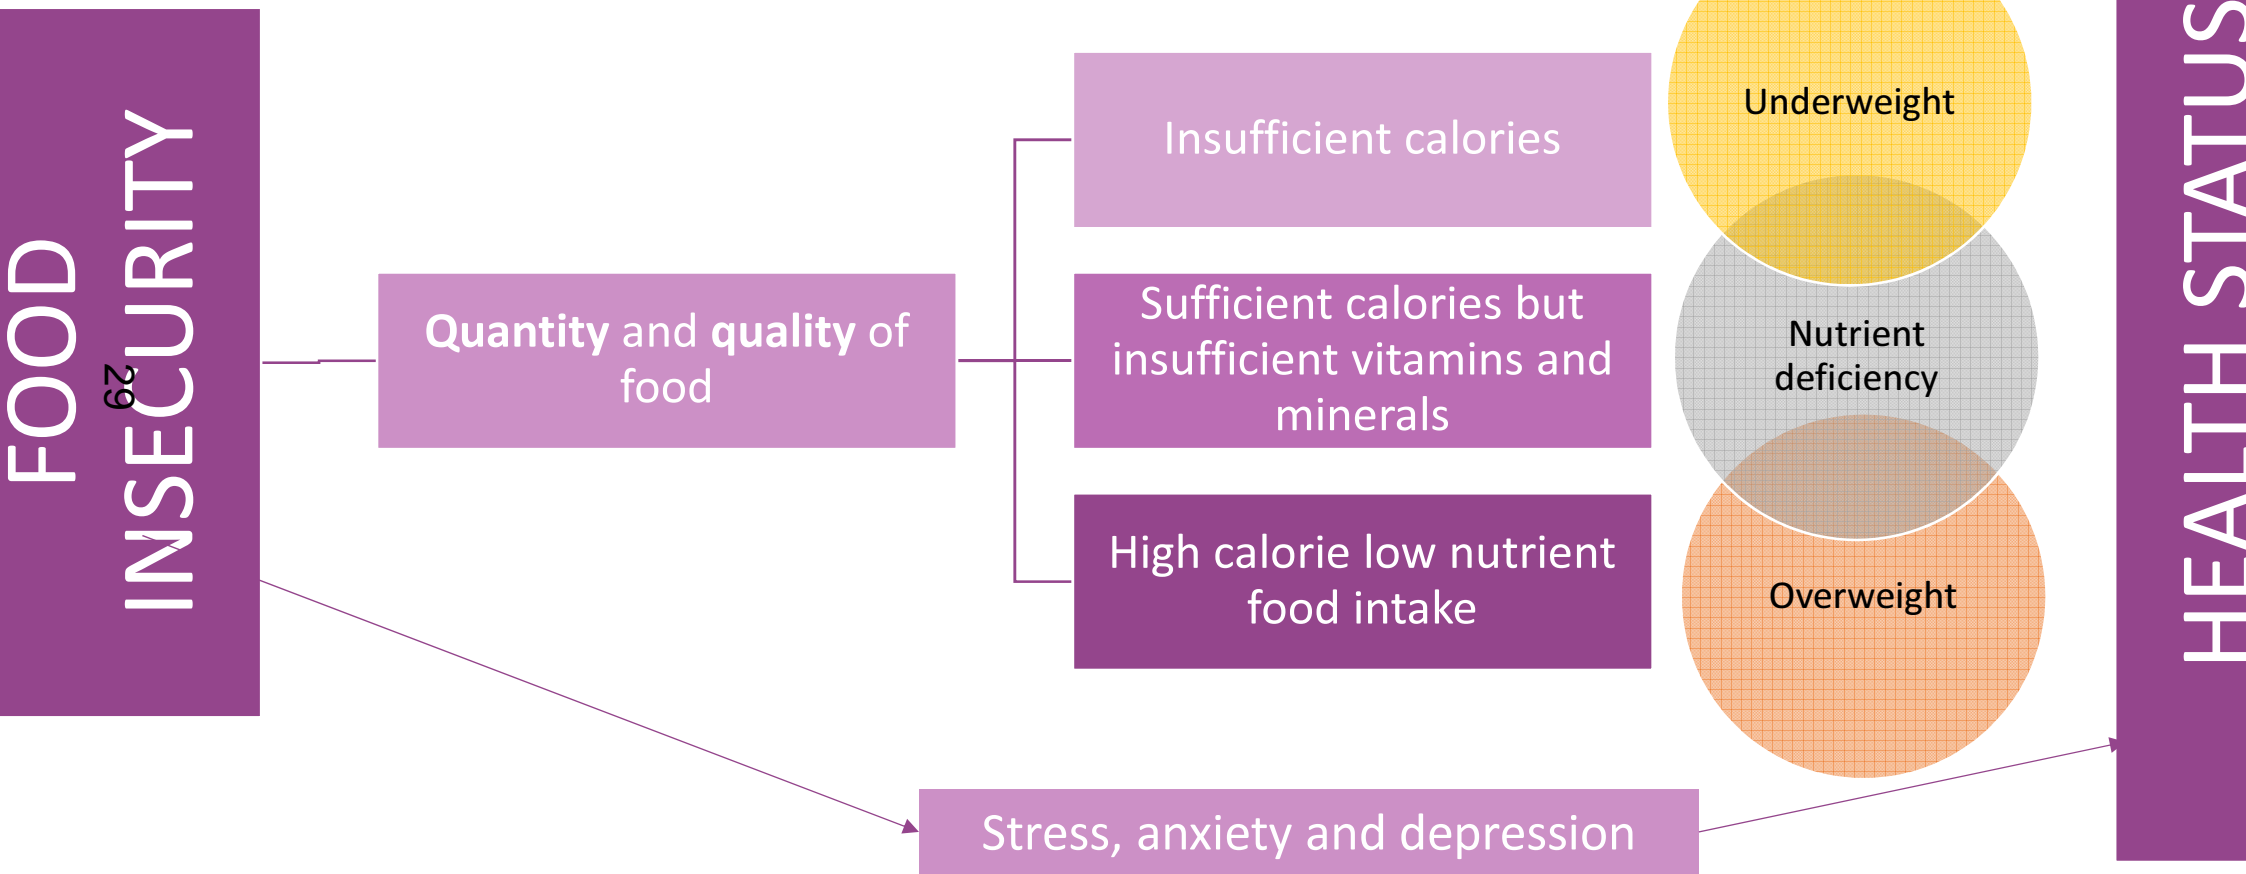 FOOD
INSECURITY
29
Quantity and quality of
food
Insufficient calories
Sufficient calories but
insufficient vitamins and
minerals
High calorie low nutrient
food intake
Underweight
Nutrient
deficiency
Overweight
Stress, anxiety and depression
HEALTH STATUS